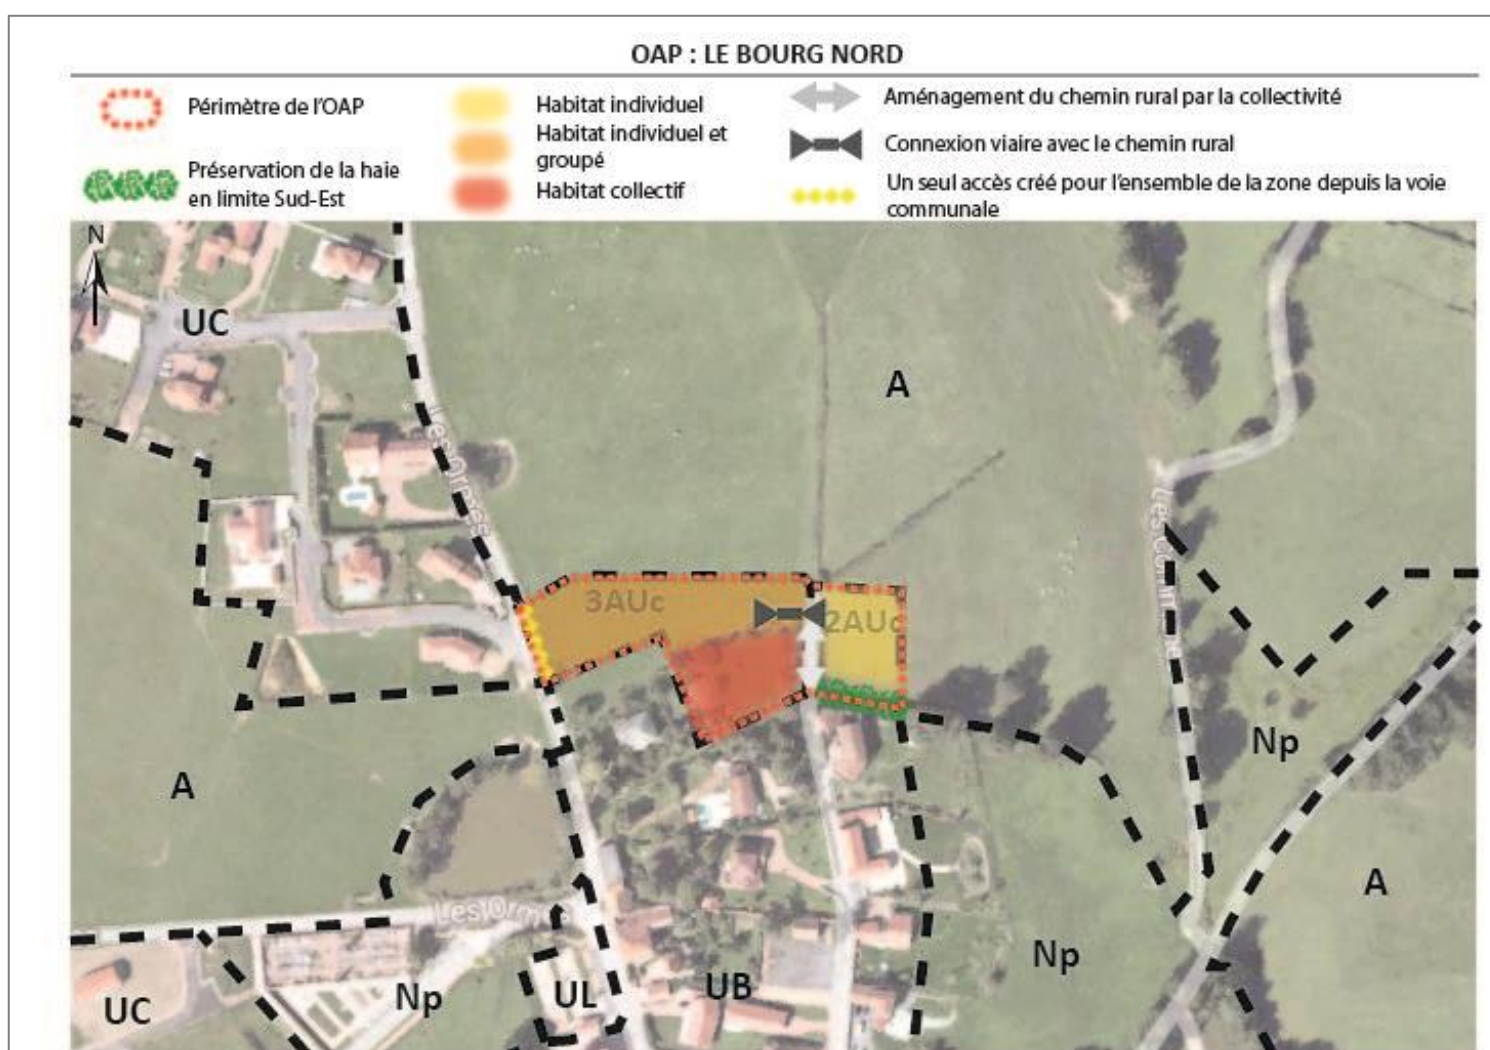 OAP : LE BOURG NORD
Périmètre de l'OAP
Préservation de la haie
en limite Sud-Est
Habitat individuel
Habitat individuel et
groupé
Habitat collectif
Aménagement du chemin rural par la collectivité
Connexion viaire avec le chemin rural
Un seul accès créé pour l'ensemble de la zone depuis la voie
communale
N
UC
A
Les Ormes
3AUc
2AUc
Np
A
A
Les Ormes
Np
UC
Np
UL
UB